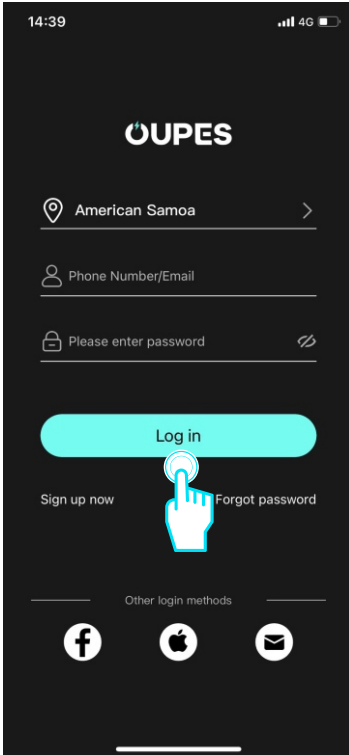 14:39 4G
OUPES
American Samoa
Phone Number/Email
Please enter password
Log in
Sign up now Forgot password
Other login methods